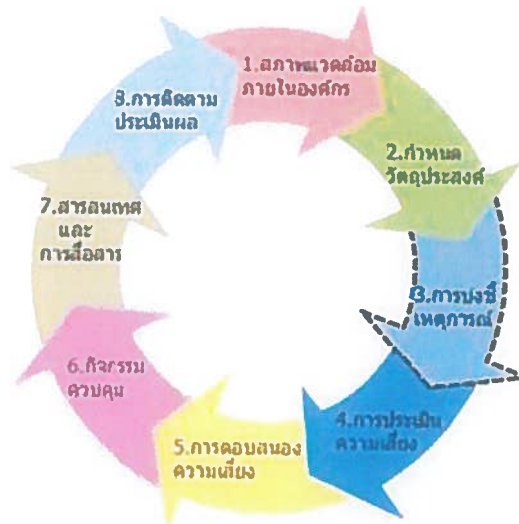 1.สภาพแวดล้อม
ภายในองค์กร
2.กำหนด
วัตถุประสงค์
3.การบ่งชี้
เหตุการณ์
4.การประเมิน
ความเสี่ยง
5.การตอบสนอง
ความเสี่ยง
6.กิจกรรม
ควบคุม
7.สารสนเทศ
และ
การสื่อสาร
8.การติดตาม
ประเมินผล